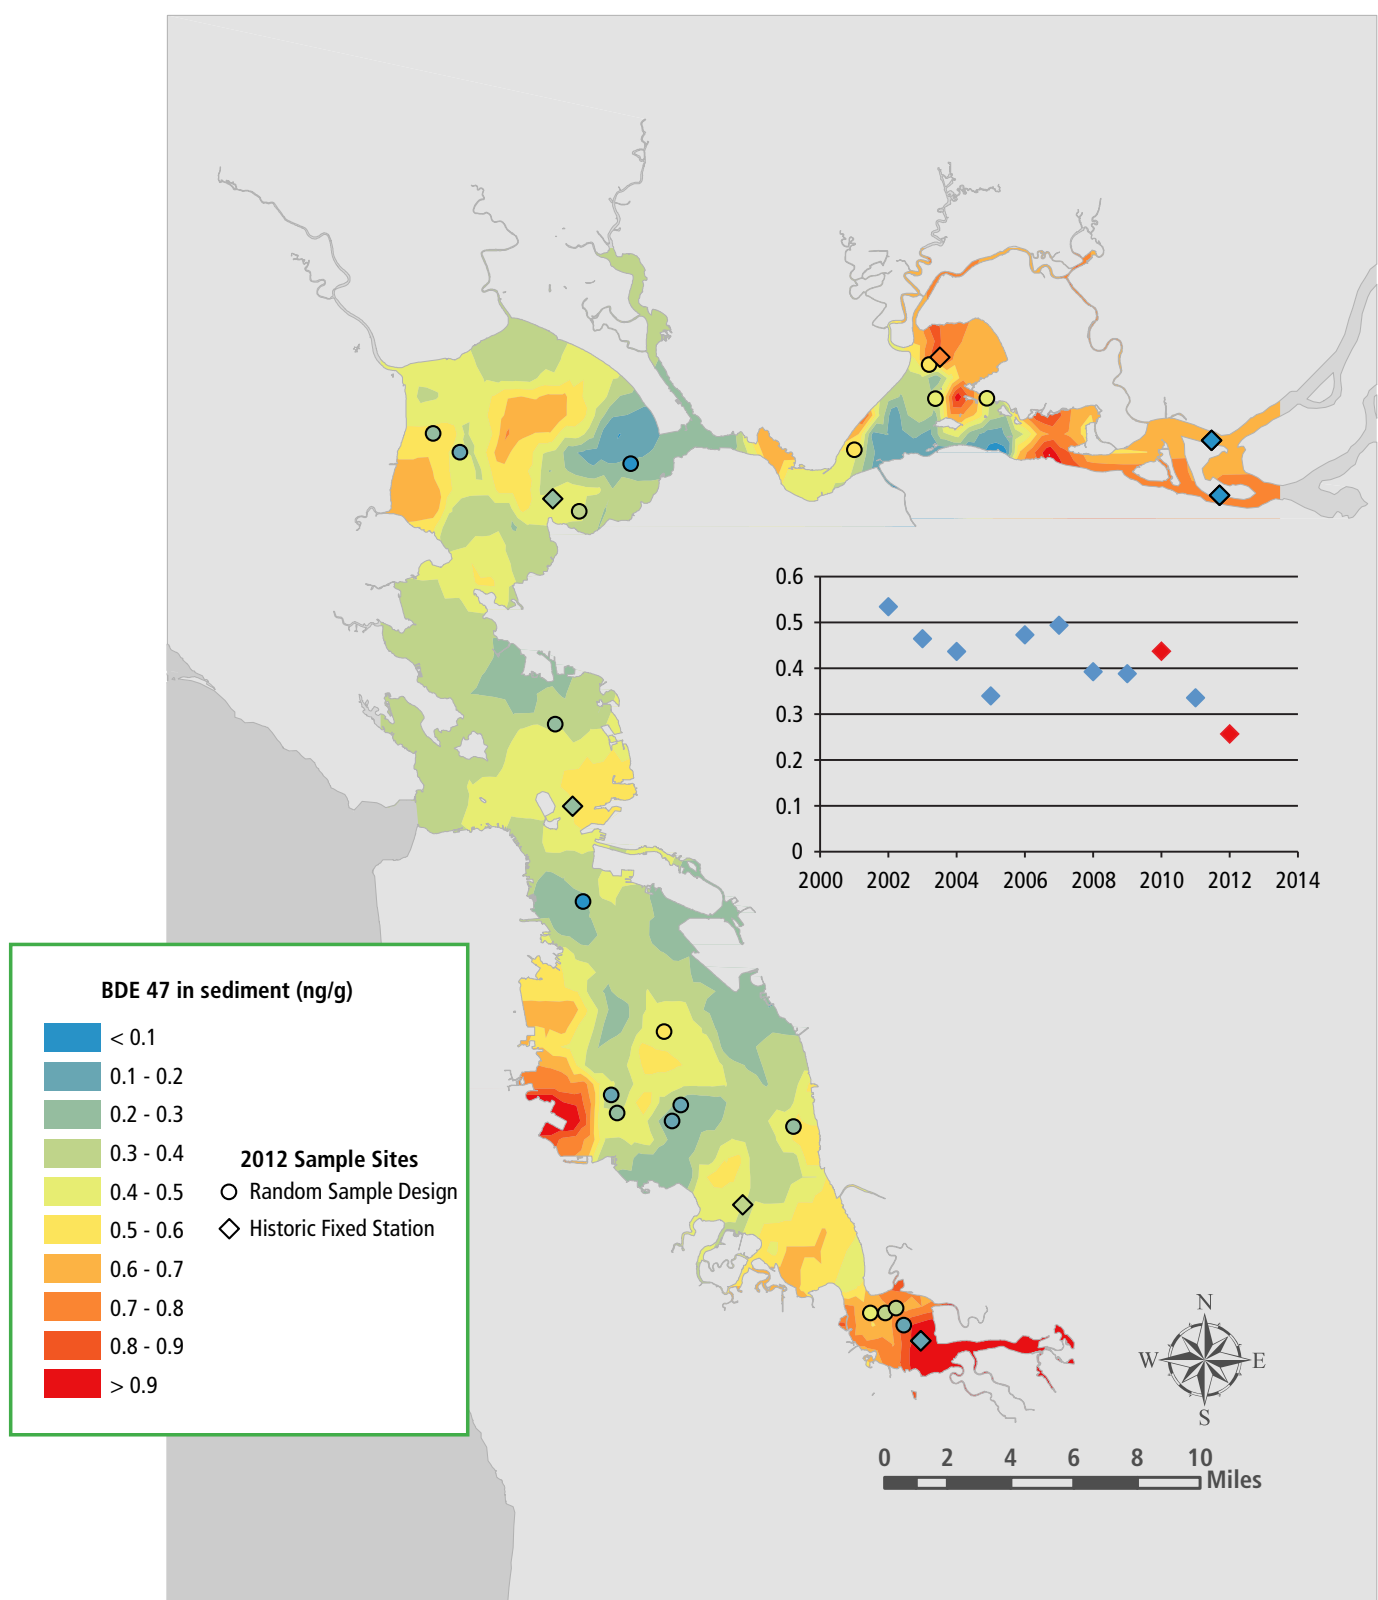 0.6
0.5
0.4
0.3
0.2
0.1
0
2000 2002 2004 2006 2008 2010 2012 2014
BDE 47 in sediment (ng/g)
< 0.1
0.1 - 0.2
0.2 - 0.3
0.3 - 0.4
0.4 - 0.5
0.5 - 0.6
0.6 - 0.7
0.7 - 0.8
0.8 - 0.9
> 0.9
2012 Sample Sites
Random Sample Design
Historic Fixed Station
N
W E
S
0 2 4 6 8 10
Miles